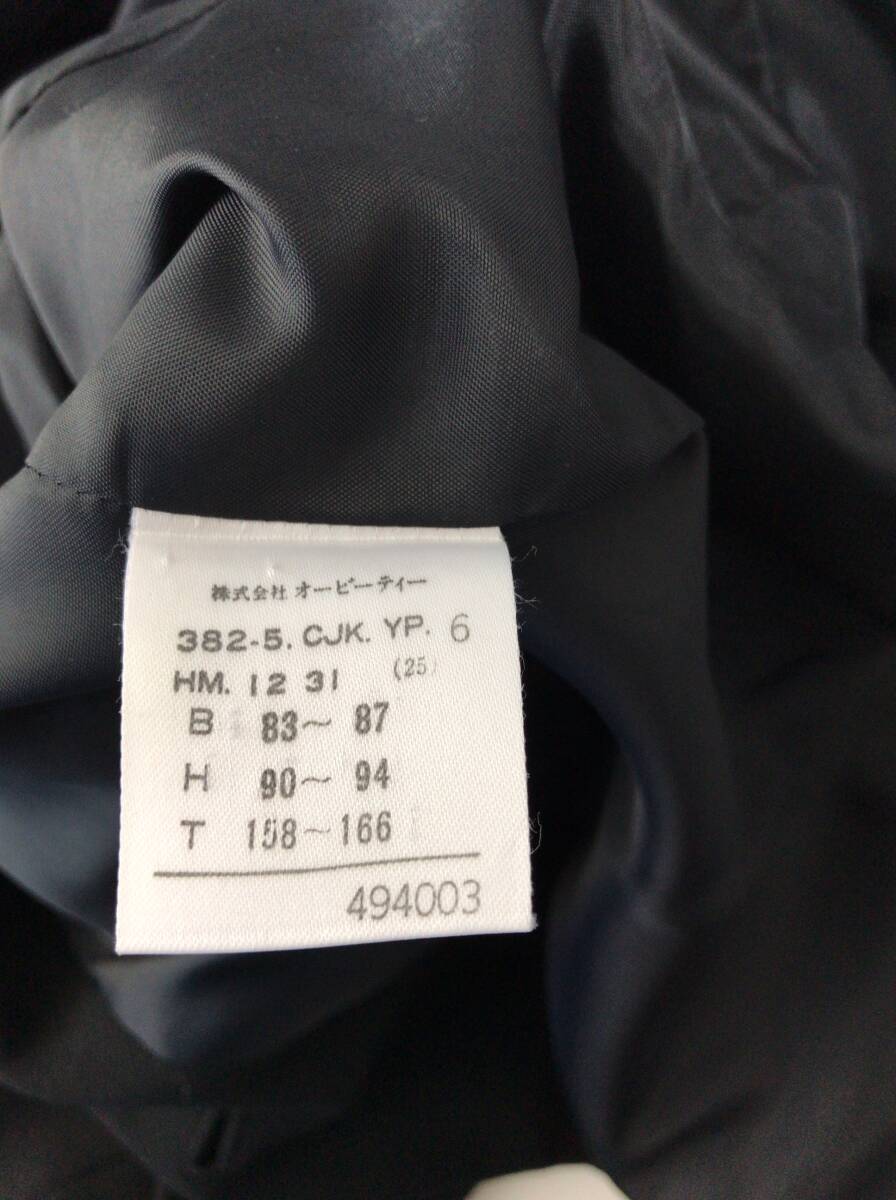 株式会社 オービーティー
382-5. CJK. YP. 6
HM. 12 31 (25)
B 83～ 87
H 90～ 94
T 158～166
494003